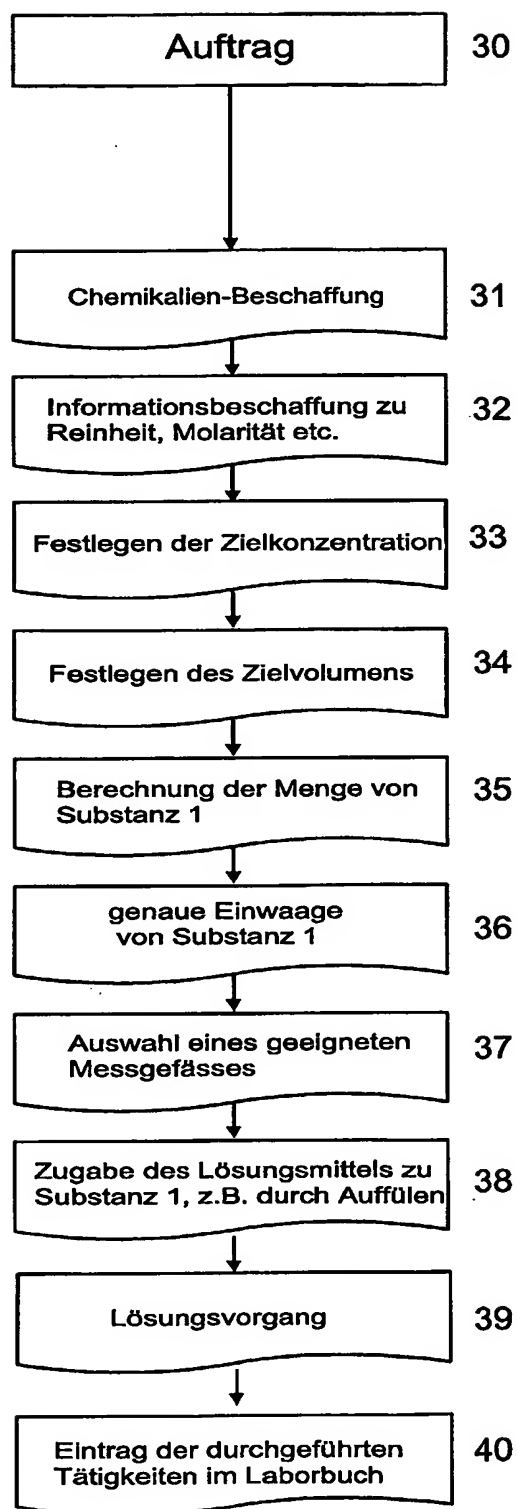 Auftrag 30
Chemikalien-Beschaffung 31
Informationsbeschaffung zu
Reinheit, Molarität etc. 32
Festlegen der Zielkonzentration 33
Festlegen des Zielvolumens 34
Berechnung der Menge von
Substanz 1 35
genaue Einwaage
von Substanz 1 36
Auswahl eines geeigneten
Messgefässes 37
Zugabe des Lösungsmittels zu
Substanz 1, z.B. durch Auffülen 38
Lösungsvorgang 39
Eintrag der durchgeführten
Tätigkeiten im Laborbuch 40